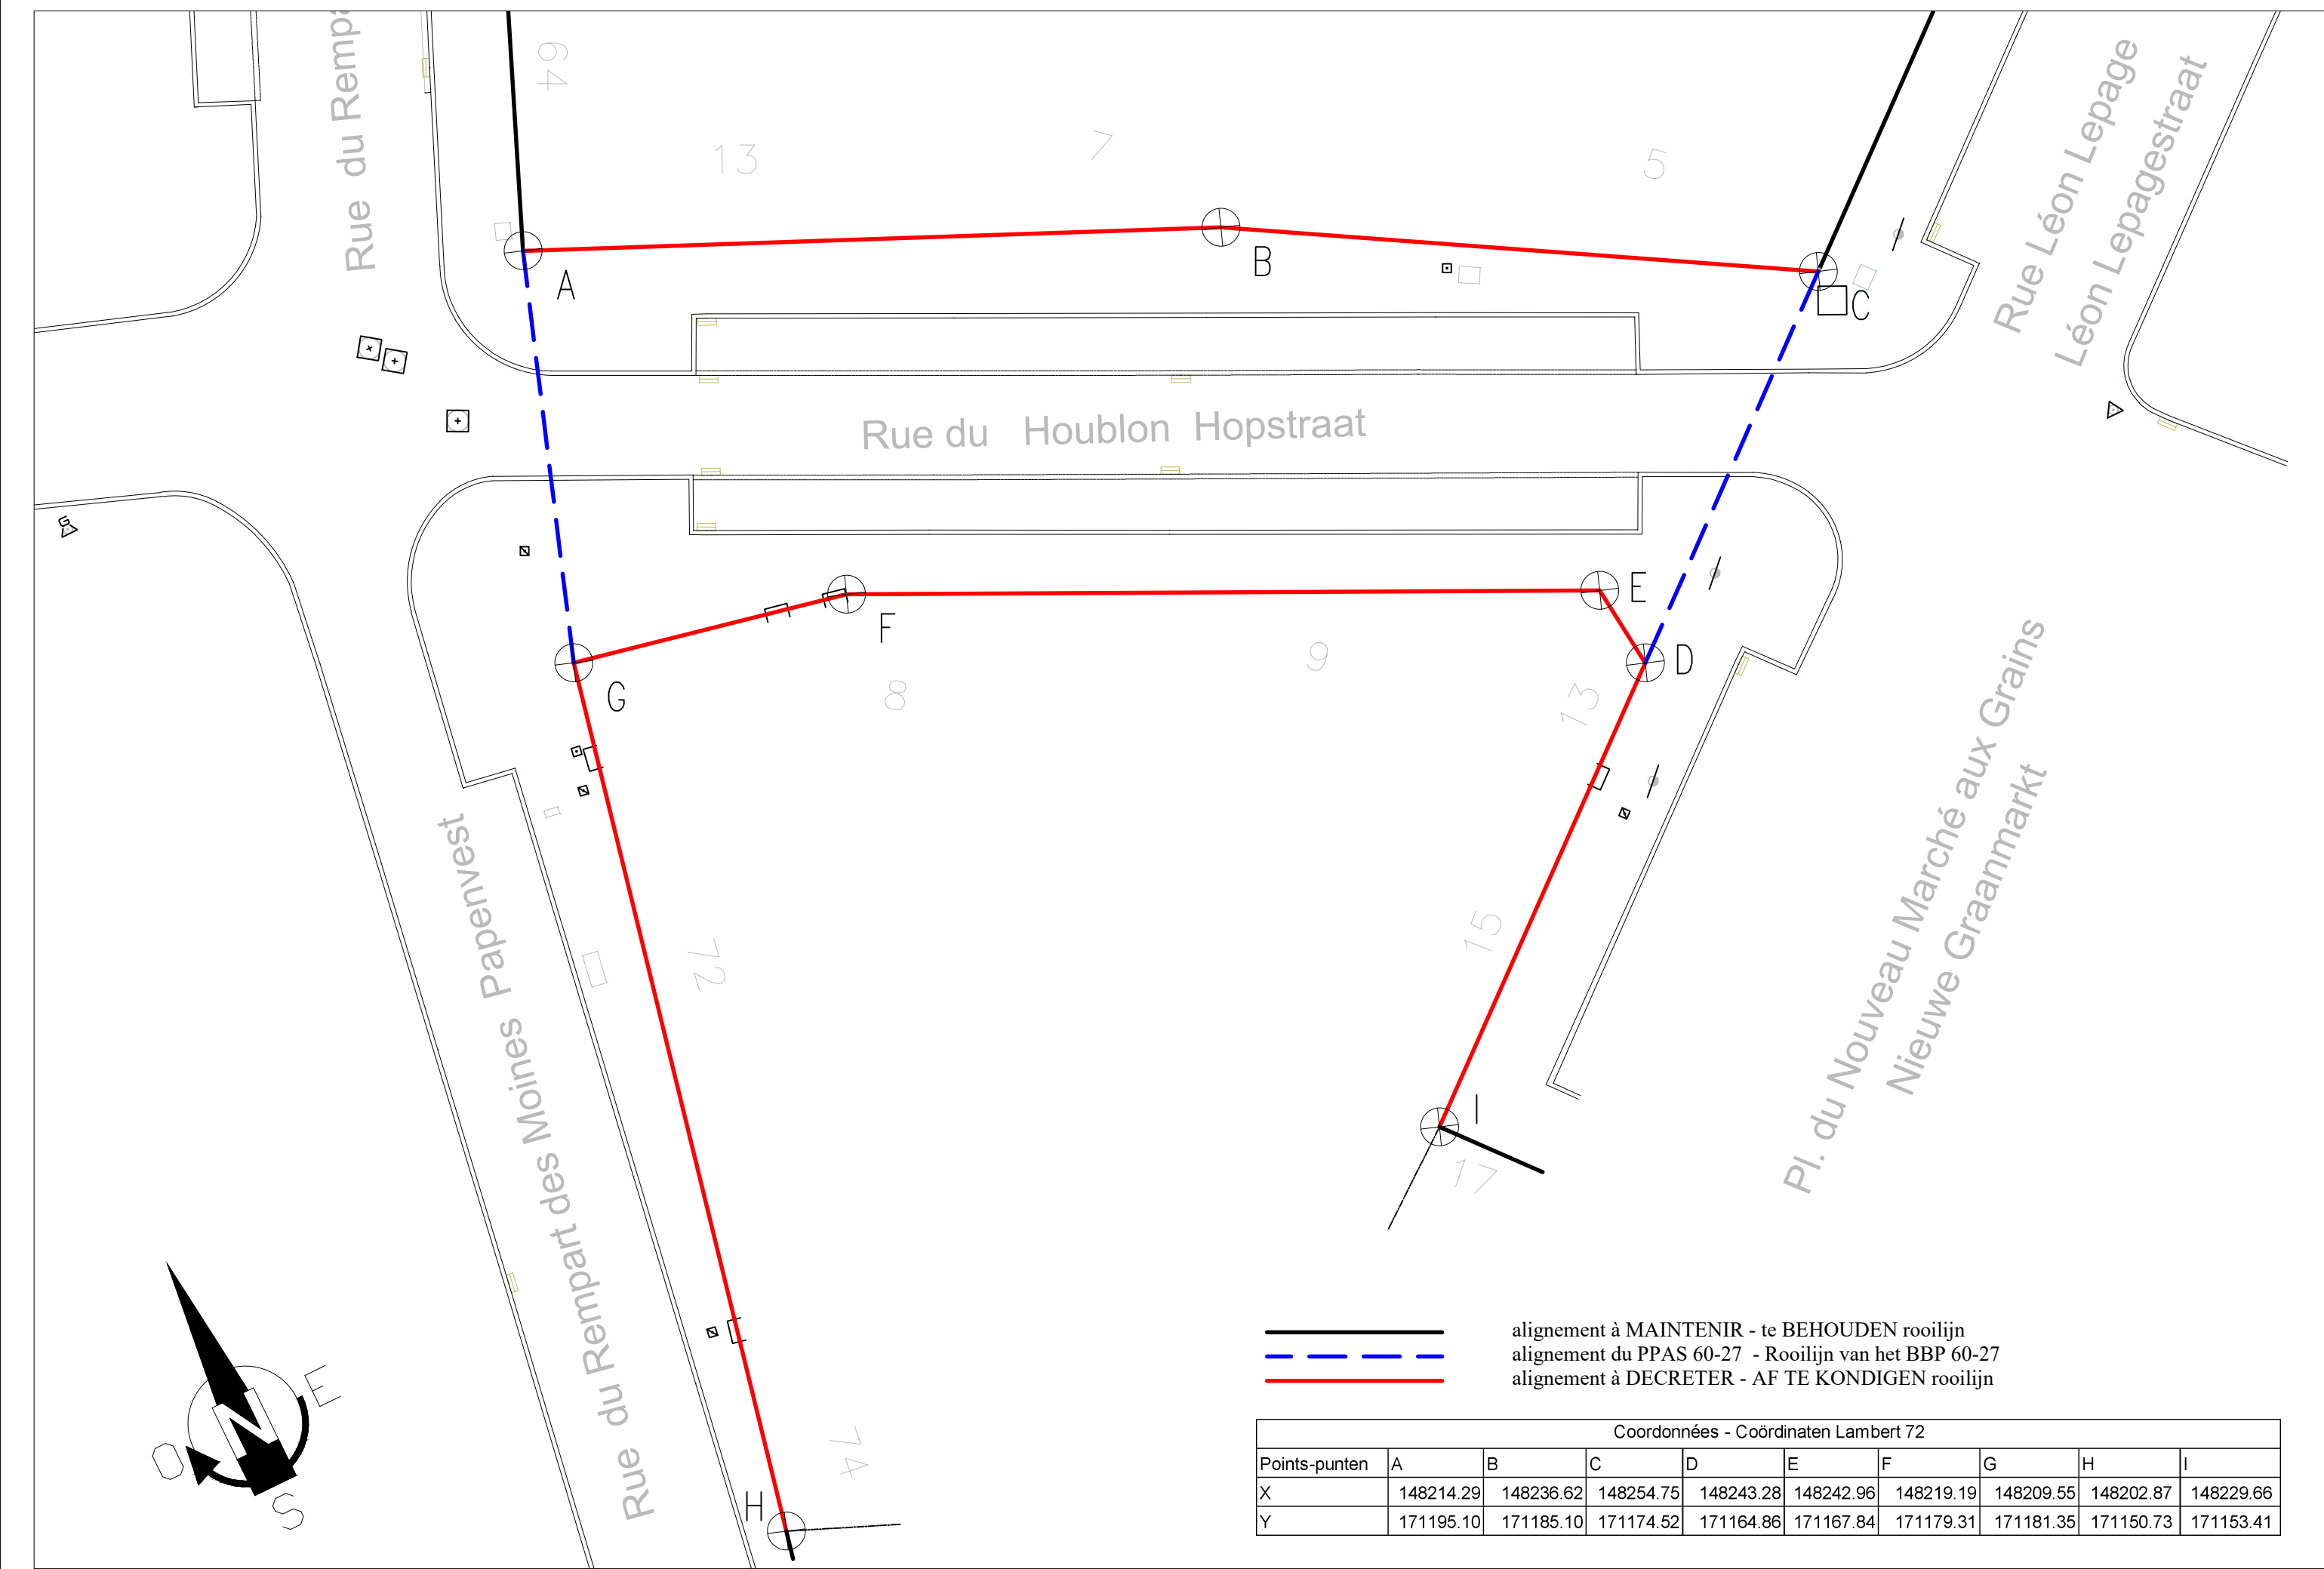 Rue du Rempa
64
13
7
5
Rue Léon Lepage
Léon Lepagestraat
A
B
C
Rue du Houblon Hopstraat
G
F
E
D
G
8
9
13
Rue du Rempart des Moines Papenvest
72
15
Pl. du Nouveau Marché aux Grains
Nieuwe Graanmarkt
I
17
74
H
N
E
O
S
alignement à MAINTENIR - te BEHOUDEN rooilijn
alignement du PPAS 60-27 - Rooilijn van het BBP 60-27
alignement à DECRETER - AF TE KONDIGEN rooilijn
Coordonnées - Coördinaten Lambert 72
Points-punten A B C D E F G H I
X 148214.29 148236.62 148254.75 148243.28 148242.96 148219.19 148209.55 148202.87 148229.66
Y 171195.10 171185.10 171174.52 171164.86 171167.84 171179.31 171181.35 171150.73 171153.41